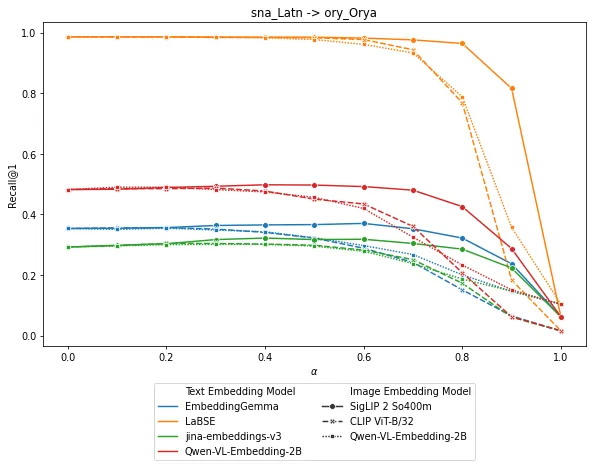 sna_Latn -> ory_Orya
Recall@1
1.0
0.8
0.6
0.4
0.2
0.0
0.0 0.2 0.4 0.6 0.8 1.0
α
Text Embedding Model
EmbeddingGemma
LaBSE
jina-embeddings-v3
Qwen-VL-Embedding-2B
Image Embedding Model
SigLIP 2 So400m
CLIP ViT-B/32
Qwen-VL-Embedding-2B